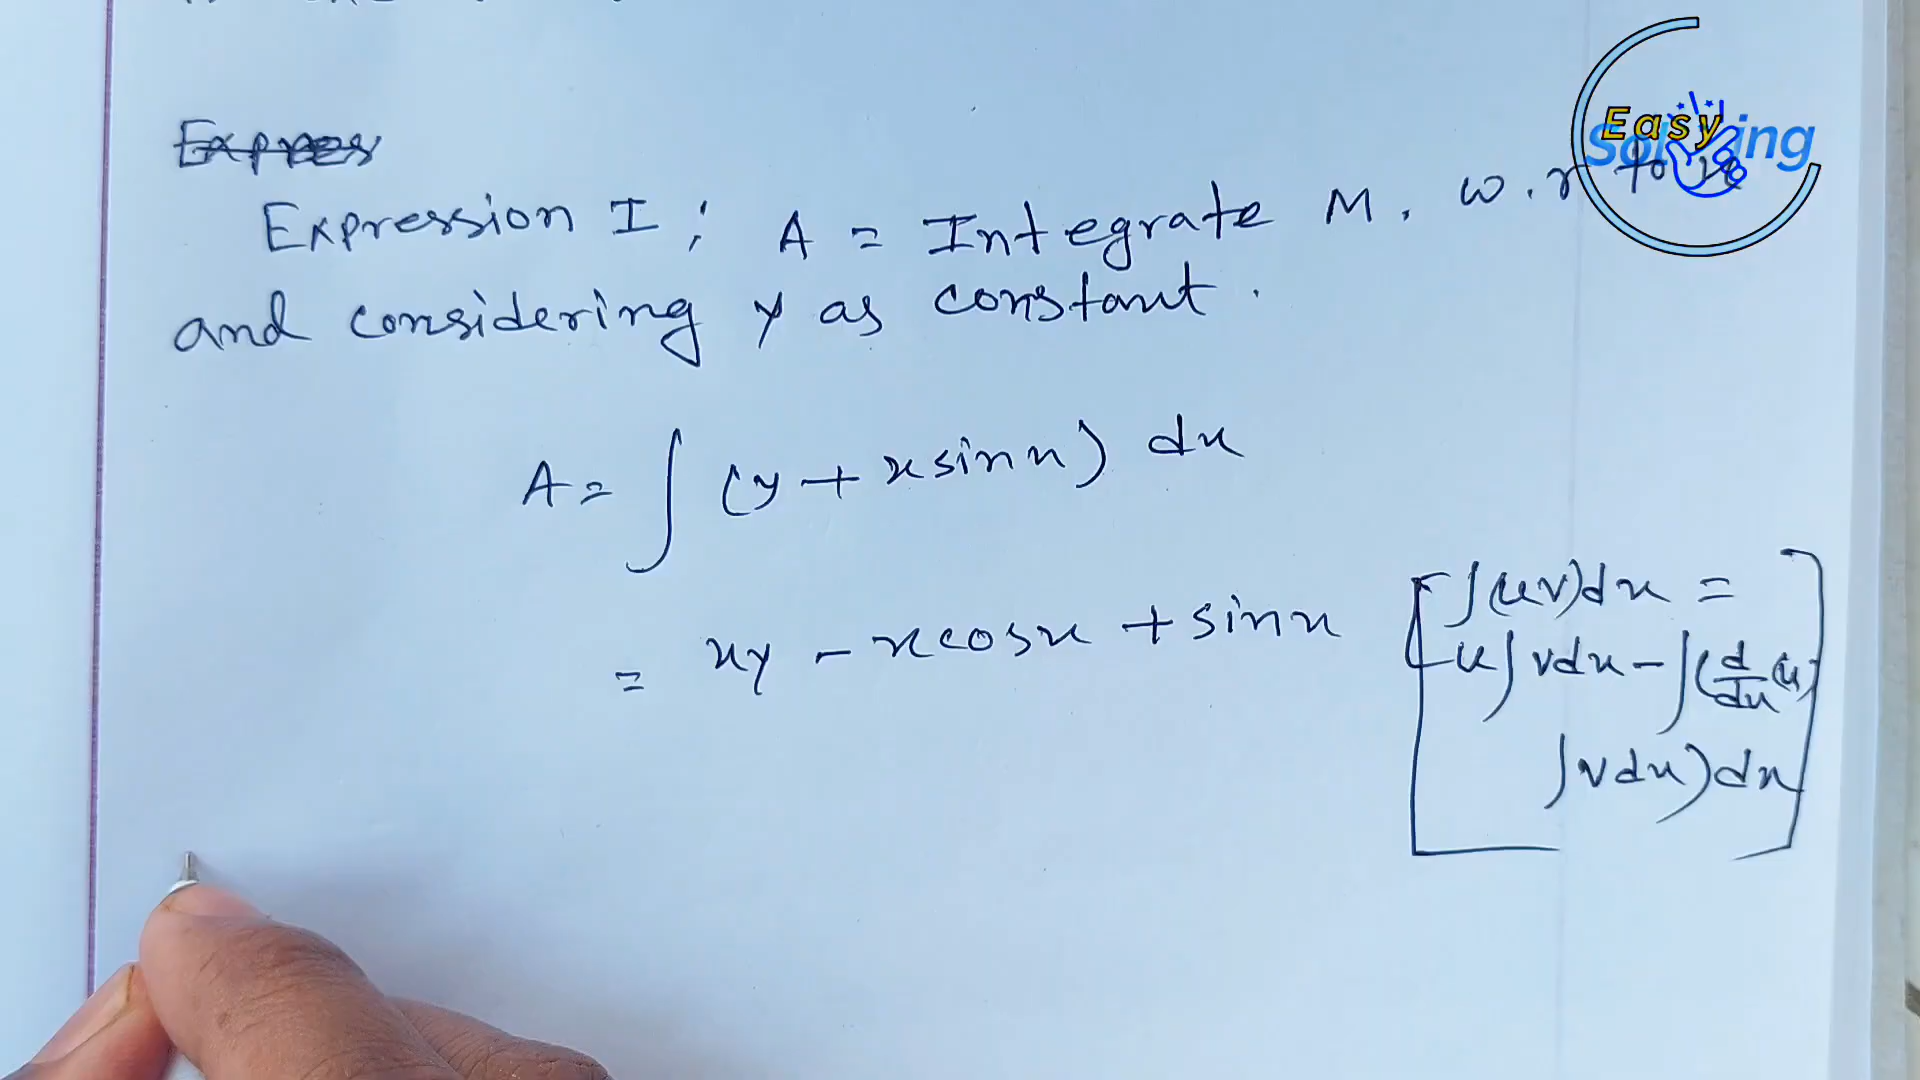 Expres
Easy
Solving
Expression I : A = Integrate M. w.r to x
and considering y as constant.
A = ∫ (y + x sin x) dx
= xy - x cos x + sin x
[∫(uv)dx =
u∫vdx - ∫(d/dx (u)
∫vdx)dx]